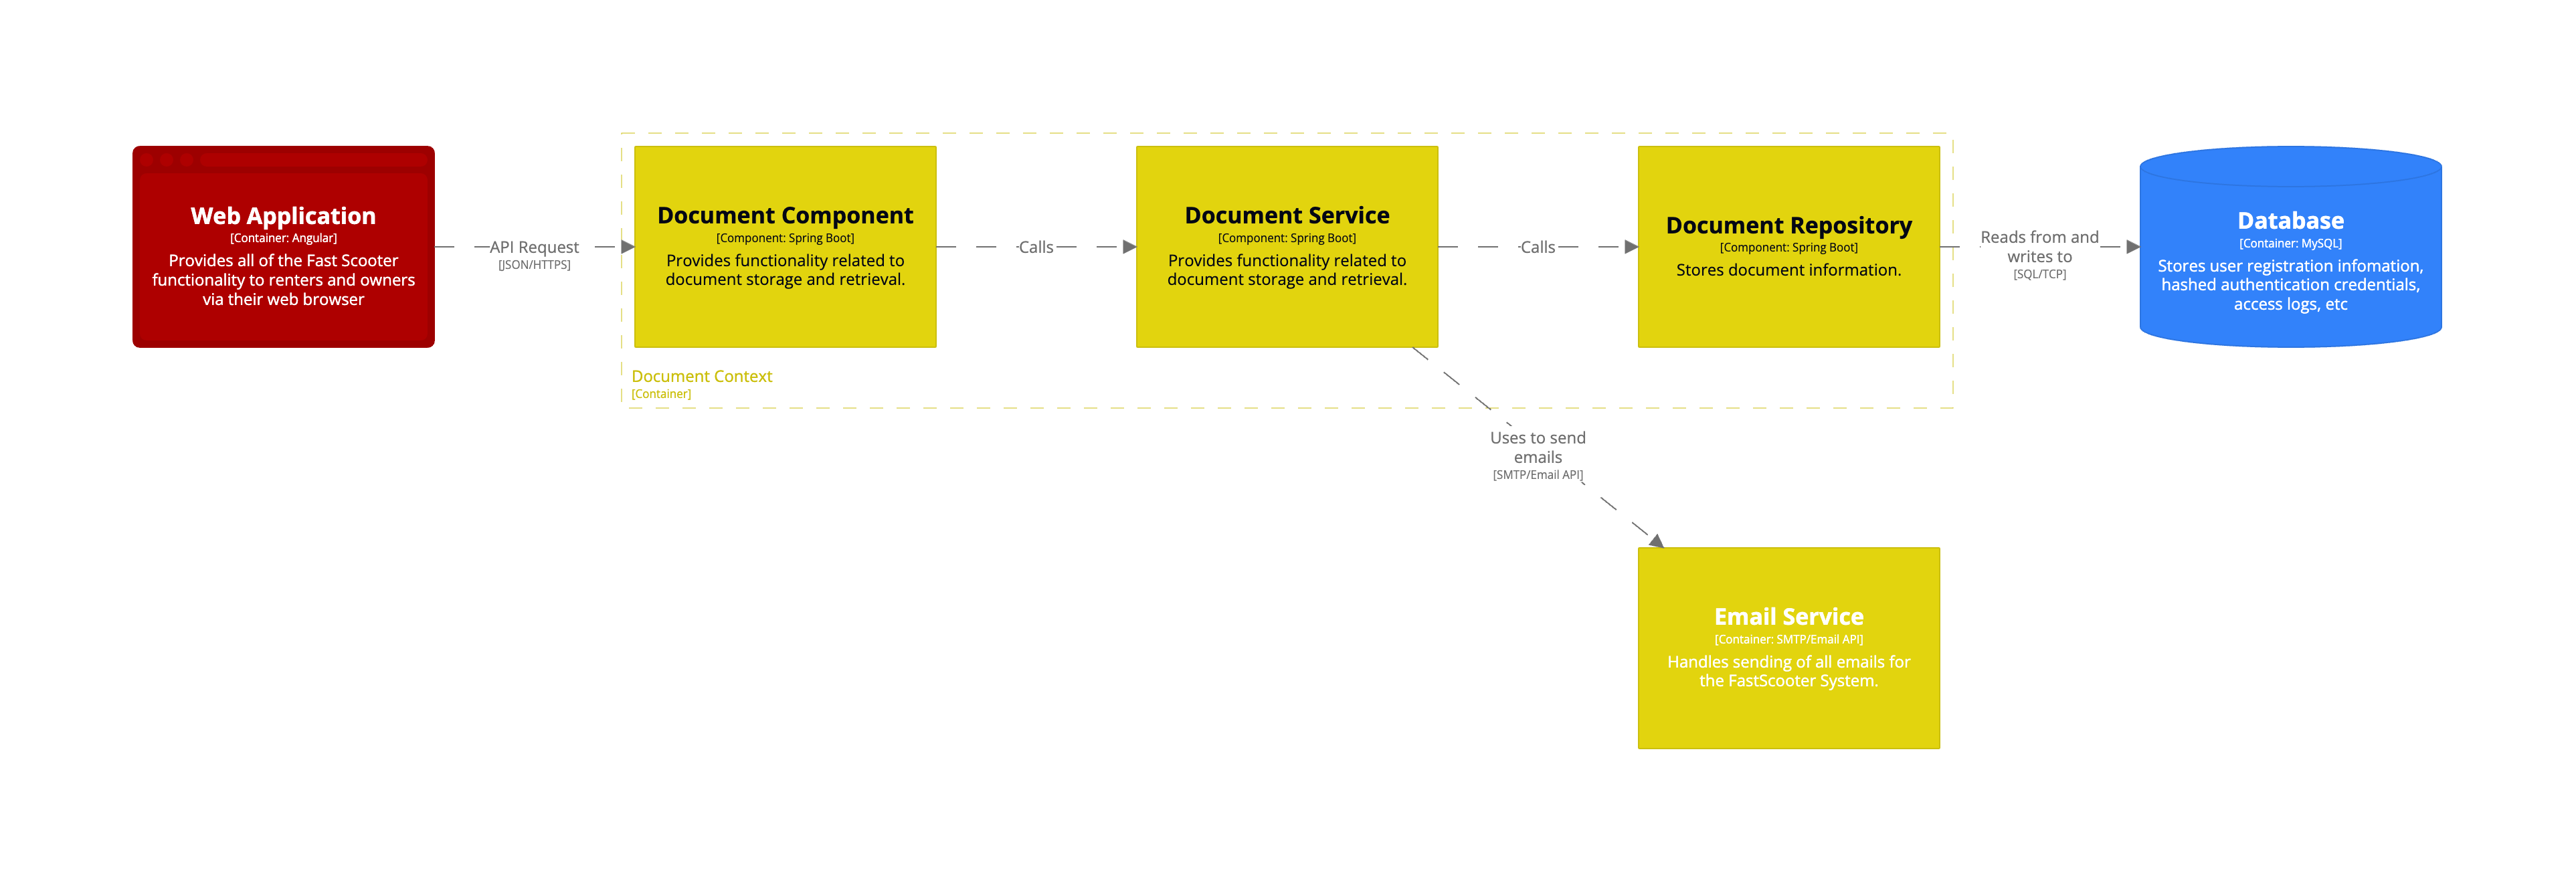 Web Application
[Container: Angular]
Provides all of the Fast Scooter
functionality to renters and owners
via their web browser
API Request
[JSON/HTTPS]
Document Component
[Component: Spring Boot]
Provides functionality related to
document storage and retrieval.
Calls
Document Service
[Component: Spring Boot]
Provides functionality related to
document storage and retrieval.
Calls
Document Repository
[Component: Spring Boot]
Stores document information.
Reads from and
writes to
[SQL/TCP]
Database
[Container: MySQL]
Stores user registration infomation,
hashed authentication credentials,
access logs, etc
Document Context
[Container]
Uses to send
emails
[SMTP/Email API]
Email Service
[Container: SMTP/Email API]
Handles sending of all emails for
the FastScooter System.